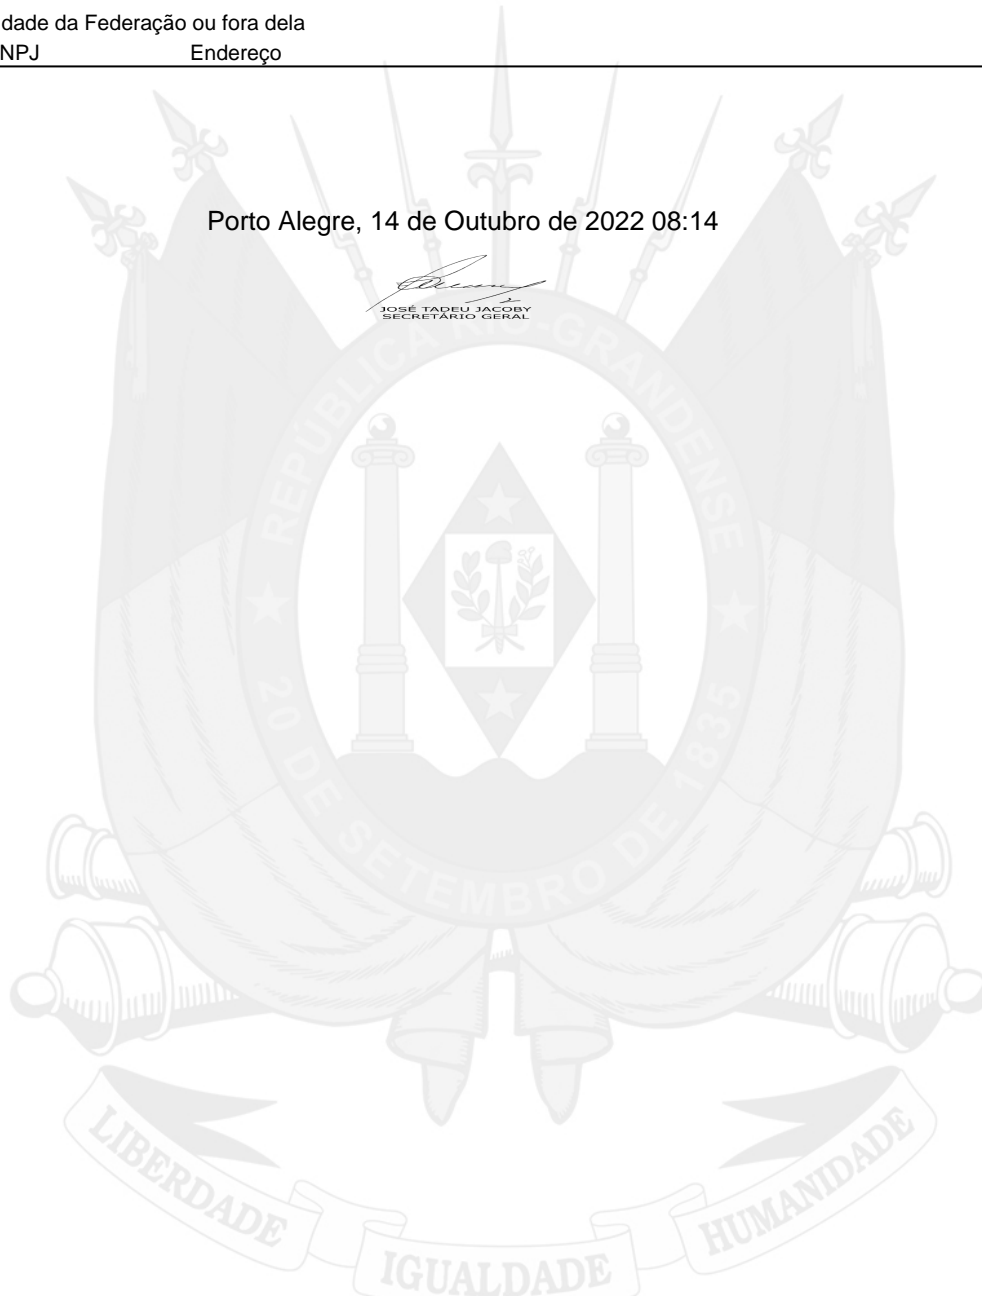 dade da Federação ou fora dela
NPJ Endereço
Porto Alegre, 14 de Outubro de 2022 08:14
JOSÉ TADEU JACOBY
SECRETÁRIO GERAL
REPÚBLICA RIO-GRANDENSE
20 DE SETEMBRO DE 1835
LIBERDADE
IGUALDADE
HUMANIDADE